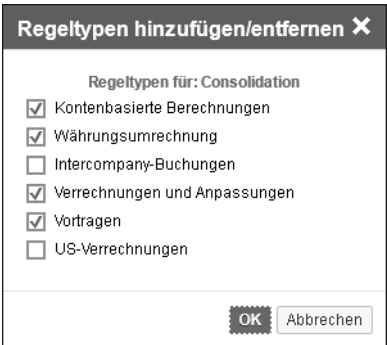 Regeltypen hinzufügen/entfernen
Regeltypen für: Consolidation
Kontenbasierte Berechnungen
Währungsumrechnung
Intercompany-Buchungen
Verrechnungen und Anpassungen
Vortragen
US-Verrechnungen
OK Abbrechen